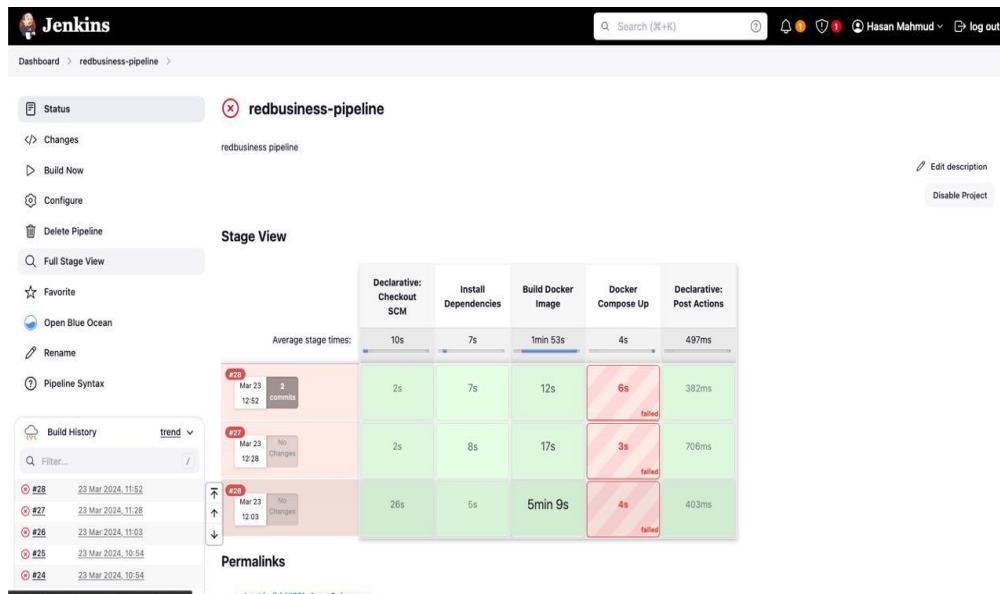 Jenkins
Search (⌘+K)
?
1
1
Hasan Mahmud
log out
Dashboard > redbusiness-pipeline >
Status
Changes
Build Now
Configure
Delete Pipeline
Full Stage View
Favorite
Open Blue Ocean
Rename
Pipeline Syntax
Build History
trend
Filter...
/
#28 23 Mar 2024, 11:52
#27 23 Mar 2024, 11:28
#26 23 Mar 2024, 11:03
#25 23 Mar 2024, 10:54
#24 23 Mar 2024, 10:54
redbusiness-pipeline
redbusiness pipeline
Edit description
Disable Project
Stage View
Declarative: Checkout SCM
Install Dependencies
Build Docker Image
Docker Compose Up
Declarative: Post Actions
Average stage times:
10s 7s 1min 53s 4s 497ms
#28
Mar 23
12:52
2 commits
2s 7s 12s 6s failed 382ms
#27
Mar 23
12:28
No Changes
2s 8s 17s 3s failed 706ms
#26
Mar 23
12:03
No Changes
26s 5s 5min 9s 4s failed 403ms
Permalinks